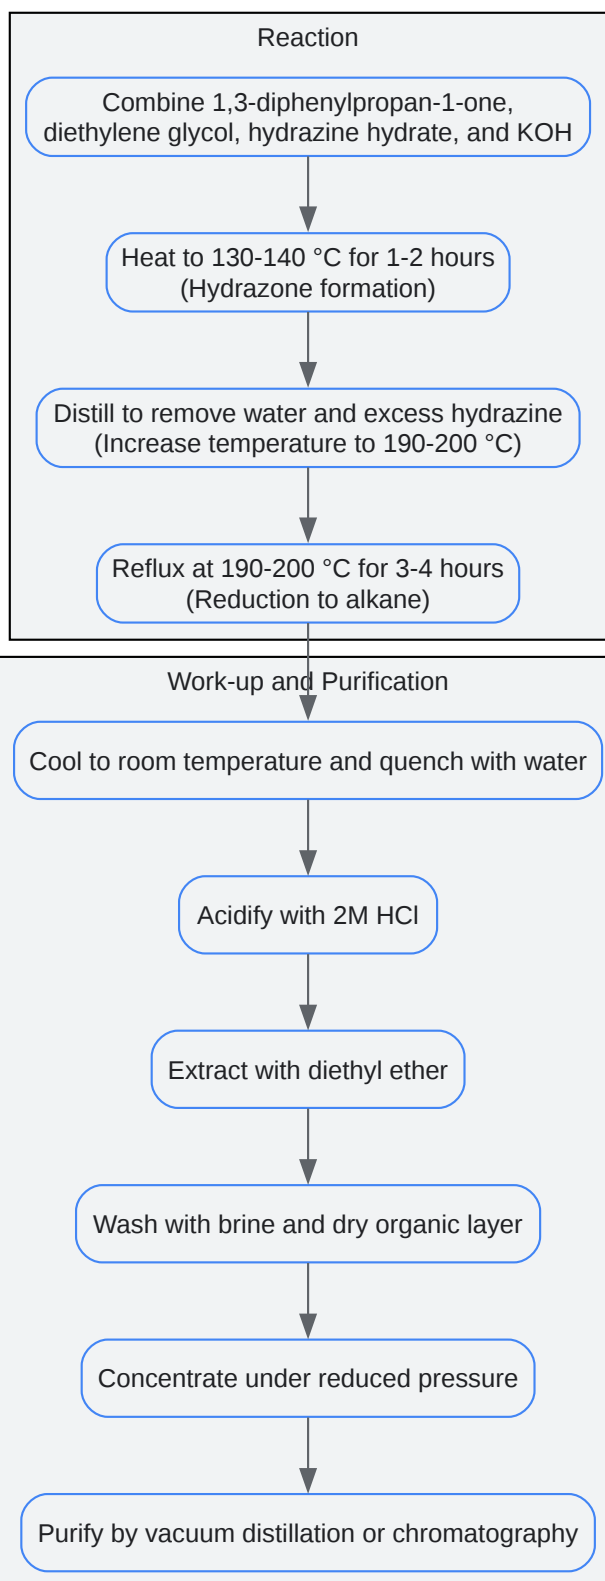 Reaction
Combine 1,3-diphenylpropan-1-one,
diethylene glycol, hydrazine hydrate, and KOH
Heat to 130-140 °C for 1-2 hours
(Hydrazone formation)
Distill to remove water and excess hydrazine
(Increase temperature to 190-200 °C)
Reflux at 190-200 °C for 3-4 hours
(Reduction to alkane)
Work-up and Purification
Cool to room temperature and quench with water
Acidify with 2M HCl
Extract with diethyl ether
Wash with brine and dry organic layer
Concentrate under reduced pressure
Purify by vacuum distillation or chromatography